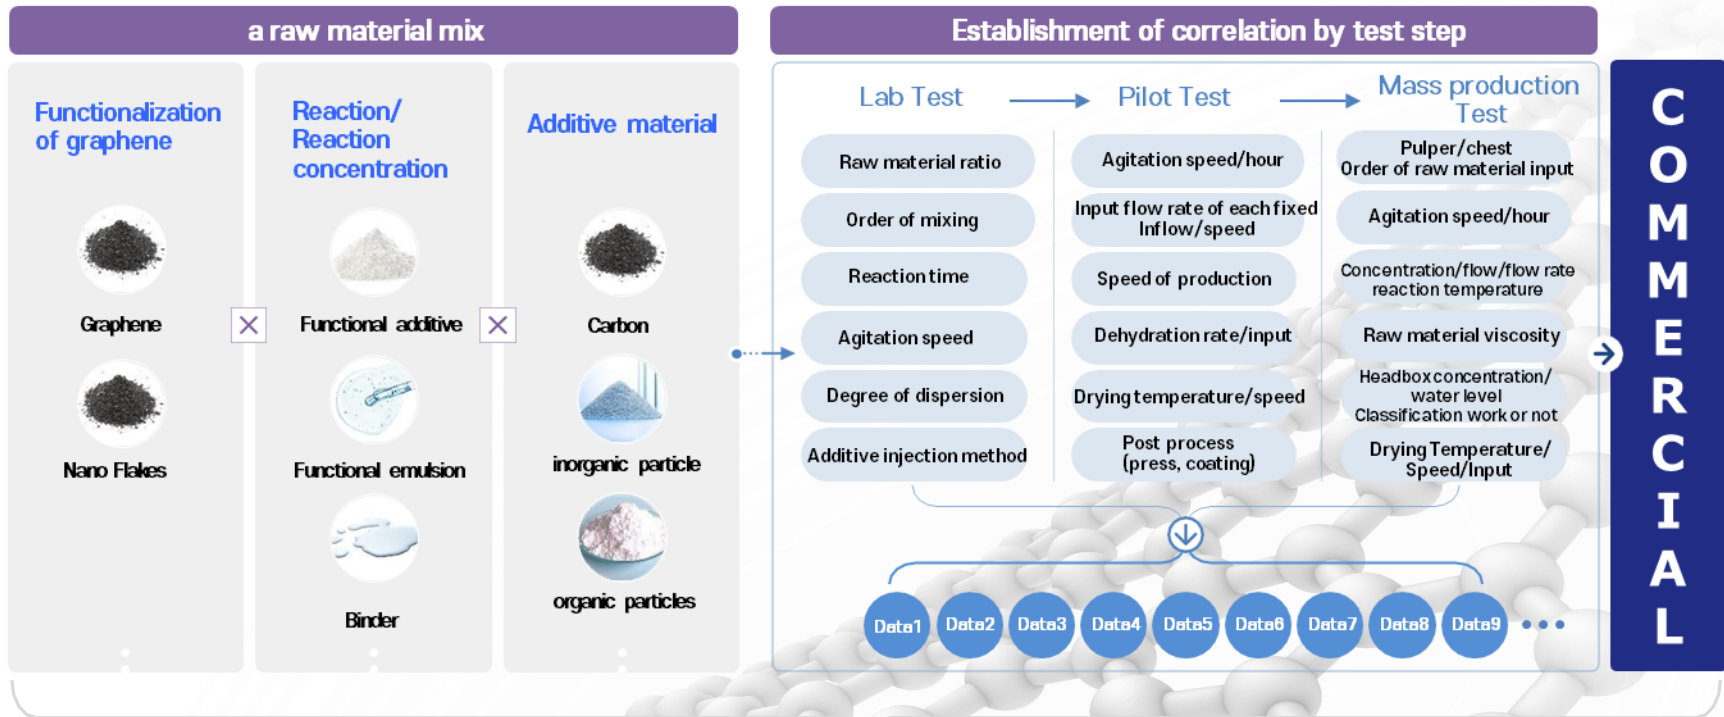 a raw material mix
Functionalization
of graphene
Graphene
Nano Flakes
Reaction/
Reaction
concentration
Functional additive
Functional emulsion
Binder
Additive material
Carbon
inorganic particle
organic particles
Establishment of correlation by test step
Lab Test
Raw material ratio
Order of mixing
Reaction time
Agitation speed
Degree of dispersion
Additive injection method
Pilot Test
Agitation speed/hour
Input flow rate of each fixed
Inflow/speed
Speed of production
Dehydration rate/input
Drying temperature/speed
Post process
(press, coating)
Mass production
Test
Pulper/chest
Order of raw material input
Agitation speed/hour
Concentration/flow/flow rate
reaction temperature
Raw material viscosity
Headbox concentration/
water level
Classification work or not
Drying Temperature/
Speed/Input
Data1 Data2 Data3 Data4 Data5 Data6 Data7 Data8 Data9 •••
COMMERCIAL